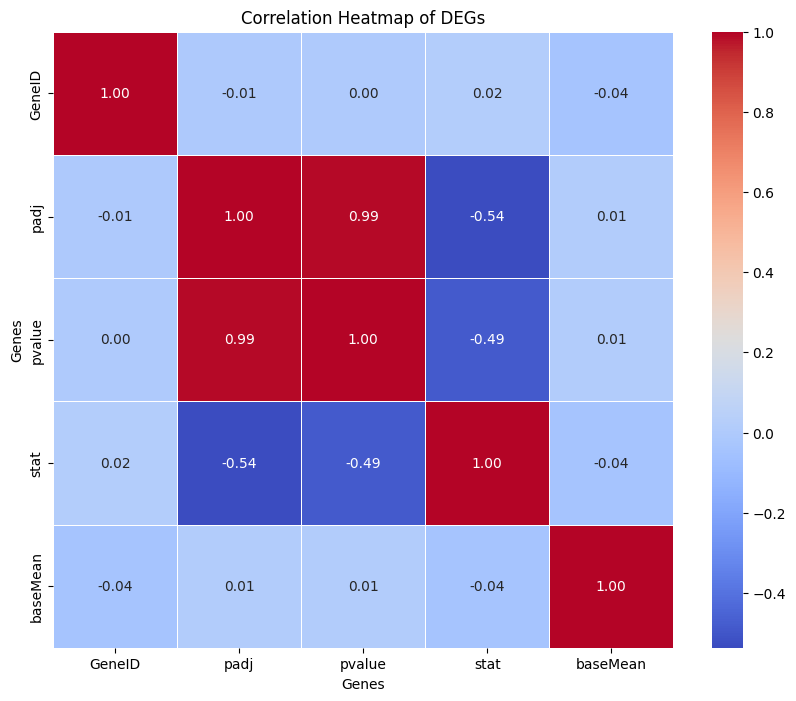 Correlation Heatmap of DEGs
GeneID 1.00 -0.01 0.00 0.02 -0.04
padj -0.01 1.00 0.99 -0.54 0.01
pvalue 0.00 0.99 1.00 -0.49 0.01
stat 0.02 -0.54 -0.49 1.00 -0.04
baseMean -0.04 0.01 0.01 -0.04 1.00
Genes
GeneID padj pvalue stat baseMean
Genes
1.0
0.8
0.6
0.4
0.2
0.0
−0.2
−0.4